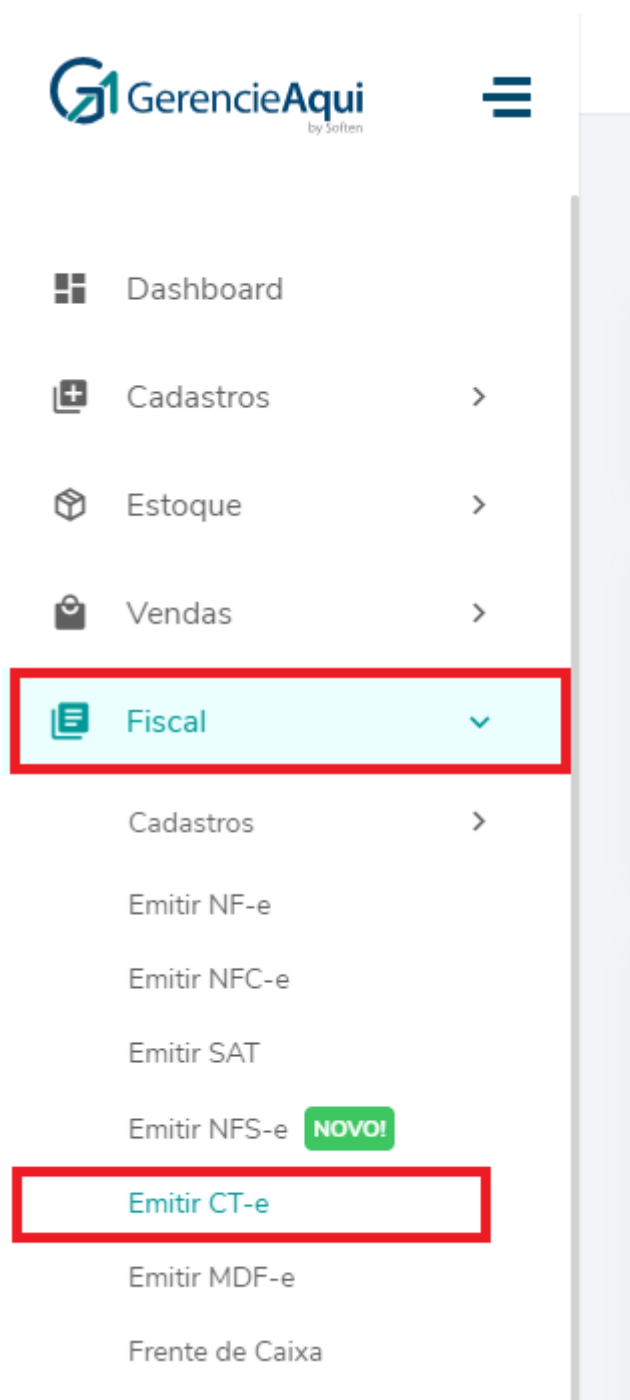 GerencieAqui
by Soften
Dashboard
Cadastros
Estoque
Vendas
Fiscal
Cadastros
Emitir NF-e
Emitir NFC-e
Emitir SAT
Emitir NFS-e NOVO!
Emitir CT-e
Emitir MDF-e
Frente de Caixa